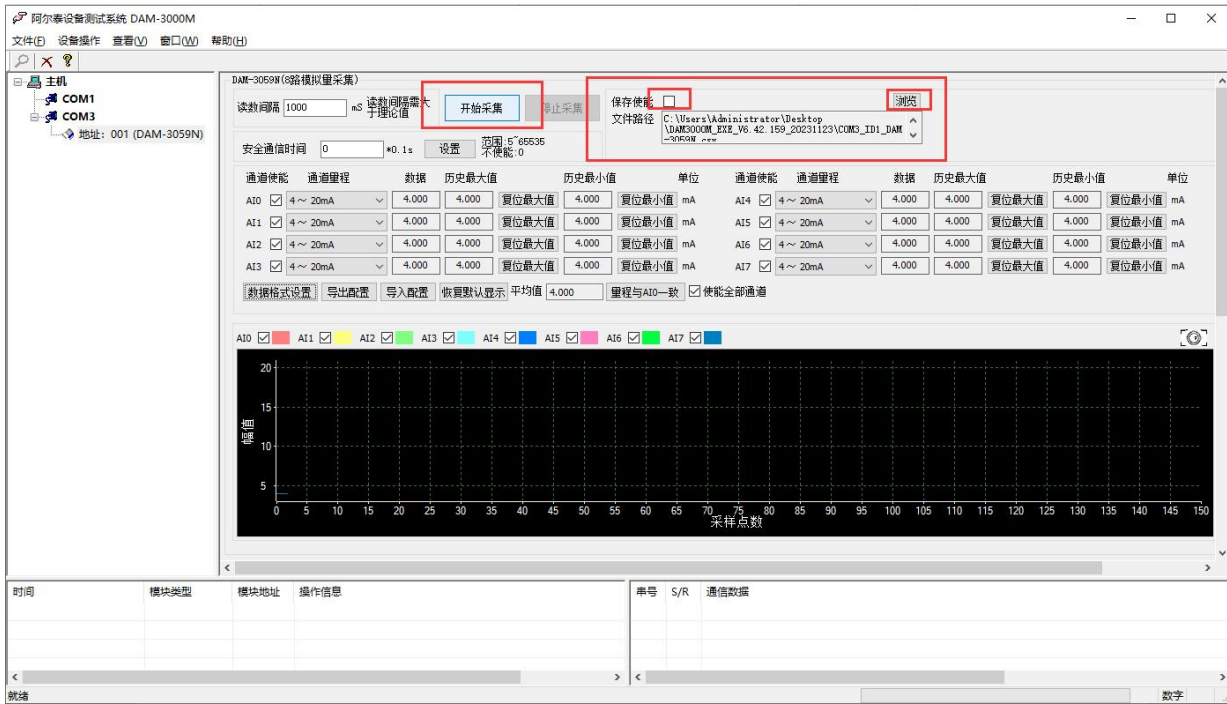 阿尔泰设备测试系统 DAM-3000M
文件(F) 设备操作 查看(V) 窗口(W) 帮助(H)
主机
COM1
COM3
地址：001 (DAM-3059N)
DAM-3059N(8路模拟量采集)
读数间隔 1000 mS 读数间隔需大于理论值 开始采集 停止采集
保存使能 浏览
文件路径 C:\Users\Administrator\Desktop
\DAM3000M_EXE_V6.42.159_20231123\COM3_ID1_DAM
-3059N.csv
安全通信时间 0 *0.1s 设置 范围:5~65535
不使能:0
通道使能 通道量程 数据 历史最大值 历史最小值 单位 通道使能 通道量程 数据 历史最大值 历史最小值 单位
AI0 4～ 20mA 4.000 4.000 复位最大值 4.000 复位最小值 mA AI4 4～ 20mA 4.000 4.000 复位最大值 4.000 复位最小值 mA
AI1 4～ 20mA 4.000 4.000 复位最大值 4.000 复位最小值 mA AI5 4～ 20mA 4.000 4.000 复位最大值 4.000 复位最小值 mA
AI2 4～ 20mA 4.000 4.000 复位最大值 4.000 复位最小值 mA AI6 4～ 20mA 4.000 4.000 复位最大值 4.000 复位最小值 mA
AI3 4～ 20mA 4.000 4.000 复位最大值 4.000 复位最小值 mA AI7 4～ 20mA 4.000 4.000 复位最大值 4.000 复位最小值 mA
数据格式设置 导出配置 导入配置 恢复默认显示 平均值 4.000 量程与AI0一致 使能全部通道
AI0 AI1 AI2 AI3 AI4 AI5 AI6 AI7
20
15
10
5
幅值
0 5 10 15 20 25 30 35 40 45 50 55 60 65 70 75 80 85 90 95 100 105 110 115 120 125 130 135 140 145 150
采样点数
时间 模块类型 模块地址 操作信息 串号 S/R 通信数据
就绪 数字